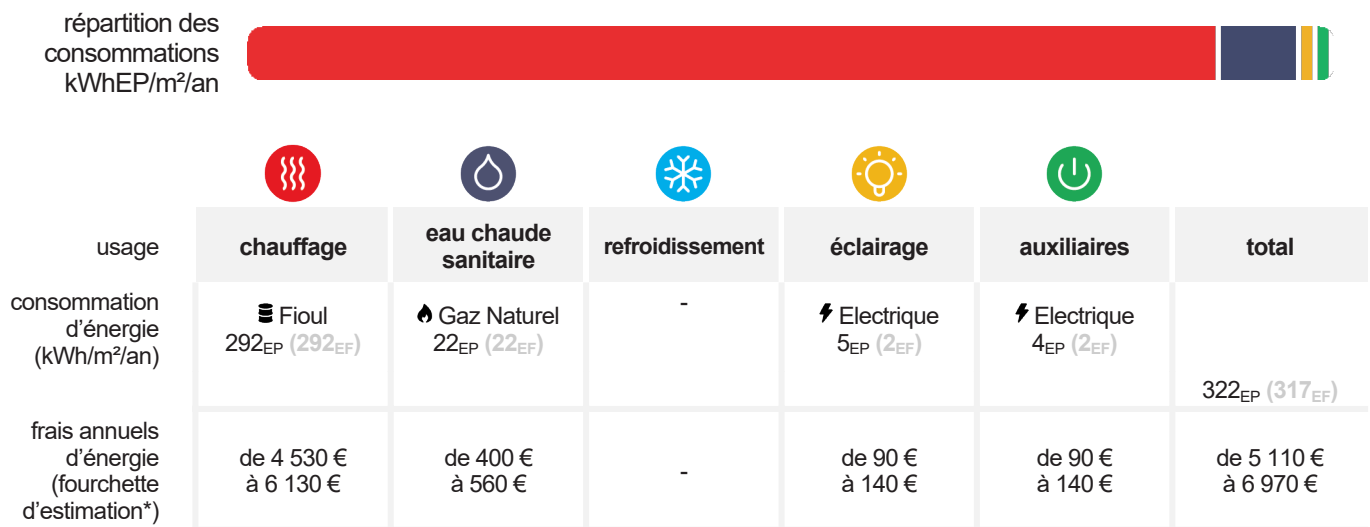 répartition des
consommations
kWhEP/m²/an
usage
chauffage
eau chaude
sanitaire
refroidissement
éclairage
auxiliaires
total
consommation
d'énergie
(kWh/m²/an)
Fioul
292EP (292EF)
Gaz Naturel
22EP (22EF)
-
Electrique
5EP (2EF)
Electrique
4EP (2EF)
322EP (317EF)
frais annuels
d'énergie
(fourchette
d'estimation*)
de 4 530 €
à 6 130 €
de 400 €
à 560 €
-
de 90 €
à 140 €
de 90 €
à 140 €
de 5 110 €
à 6 970 €